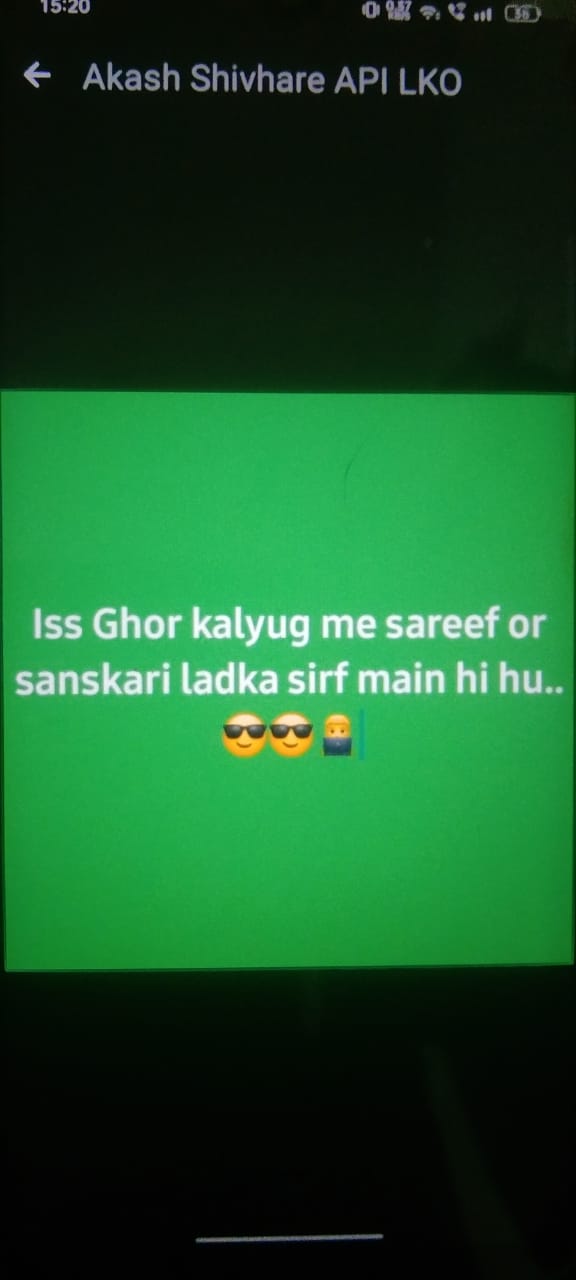 15:20
Akash Shivhare API LKO
Iss Ghor kalyug me sareef or
sanskari ladka sirf main hi hu..
😎😎